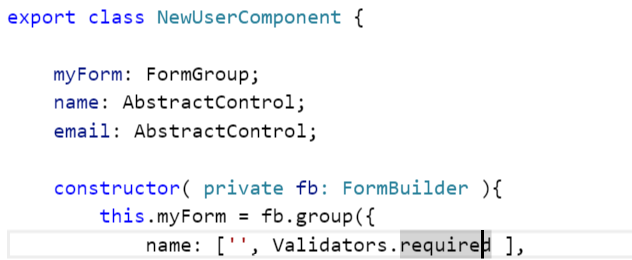 export class NewUserComponent {
myForm: FormGroup;
name: AbstractControl;
email: AbstractControl;
constructor( private fb: FormBuilder ){
this.myForm = fb.group({
name: ['', Validators.required ],